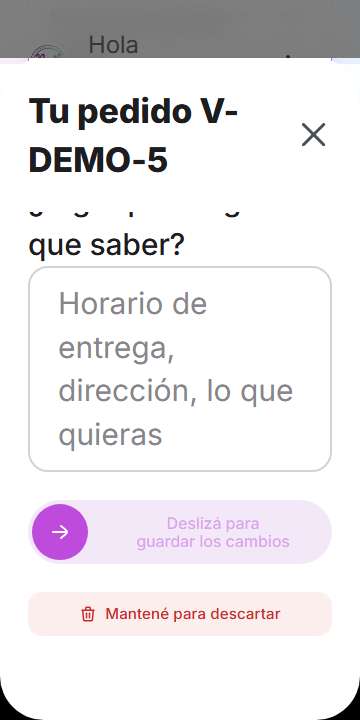 Hola
Tu pedido V-
DEMO-5
que saber?
Horario de
entrega,
dirección, lo que
quieras
Deslizá para
guardar los cambios
Mantené para descartar